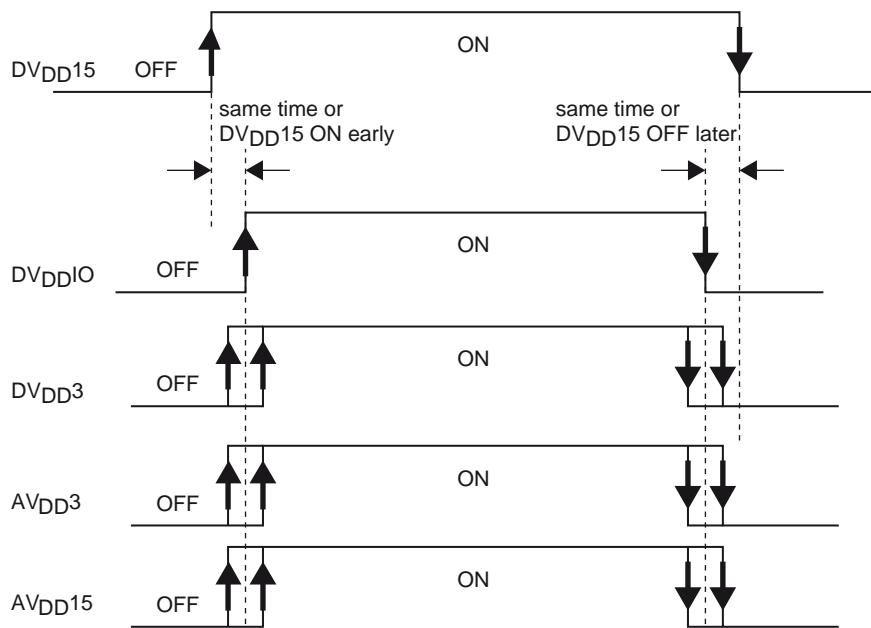 ON
DVDD15 OFF
same time or
DVDD15 ON early
same time or
DVDD15 OFF later
ON
DVDDIO OFF
ON
DVDD3 OFF
ON
AVDD3 OFF
ON
AVDD15 OFF